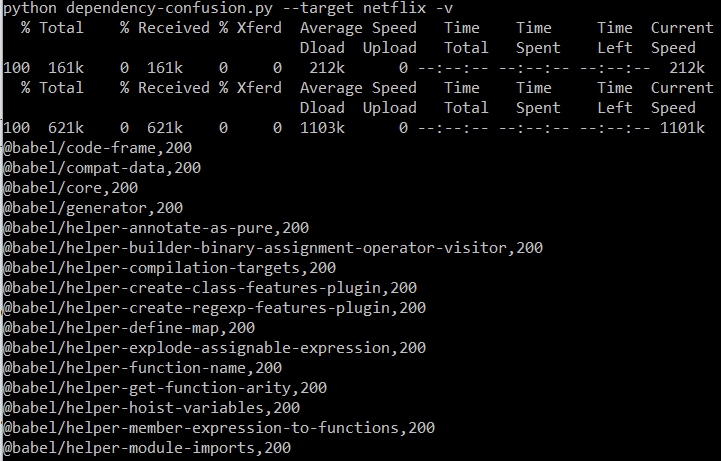 python dependency-confusion.py --target netflix -v
% Total % Received % Xferd Average Speed Time Time Time Current
Dload Upload Total Spent Left Speed
100 161k 0 161k 0 0 212k 0 --:--:-- --:--:-- --:--:-- 212k
% Total % Received % Xferd Average Speed Time Time Time Current
Dload Upload Total Spent Left Speed
100 621k 0 621k 0 0 1103k 0 --:--:-- --:--:-- --:--:-- 1101k
@babel/code-frame,200
@babel/compat-data,200
@babel/core,200
@babel/generator,200
@babel/helper-annotate-as-pure,200
@babel/helper-builder-binary-assignment-operator-visitor,200
@babel/helper-compilation-targets,200
@babel/helper-create-class-features-plugin,200
@babel/helper-create-regexp-features-plugin,200
@babel/helper-define-map,200
@babel/helper-explode-assignable-expression,200
@babel/helper-function-name,200
@babel/helper-get-function-arity,200
@babel/helper-hoist-variables,200
@babel/helper-member-expression-to-functions,200
@babel/helper-module-imports,200